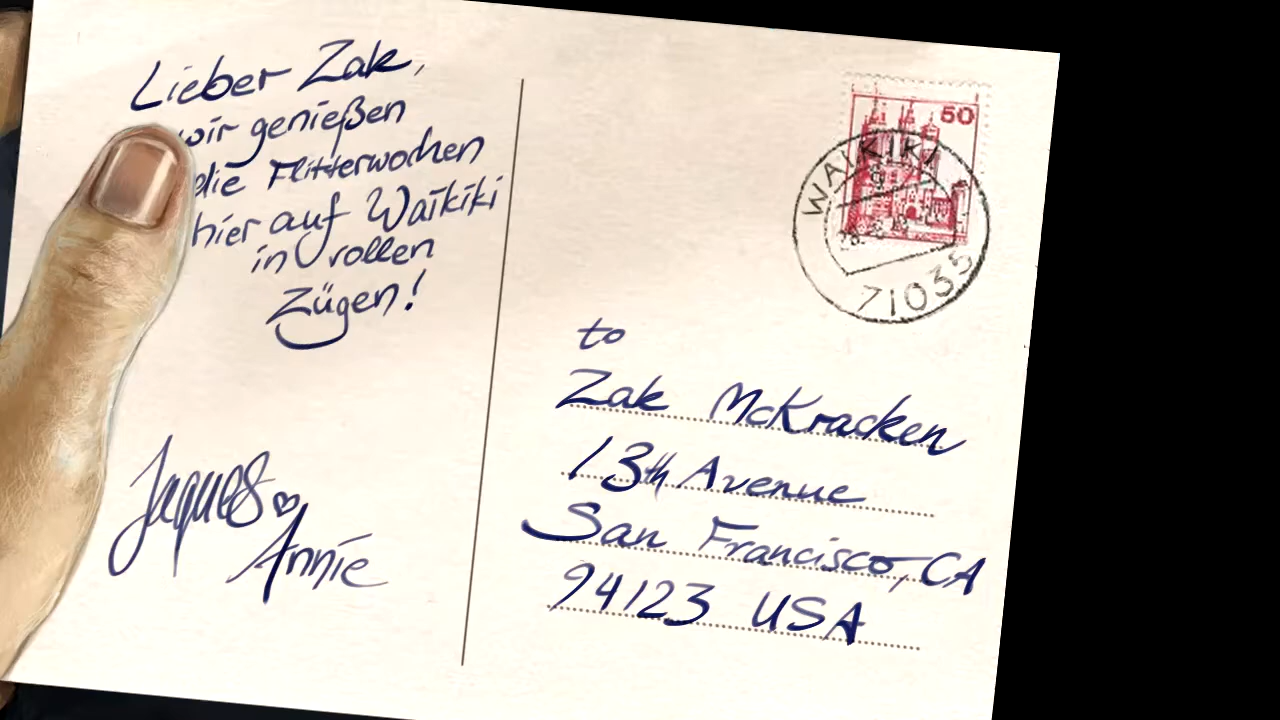 Lieber Zak,
wir genießen
die Flitterwochen
hier auf Waikiki
in vollen
Zügen!
Jaques
Annie
50
WAIKIKI
71035
to
Zak McKracken
13th Avenue
San Francisco, CA
94123 USA